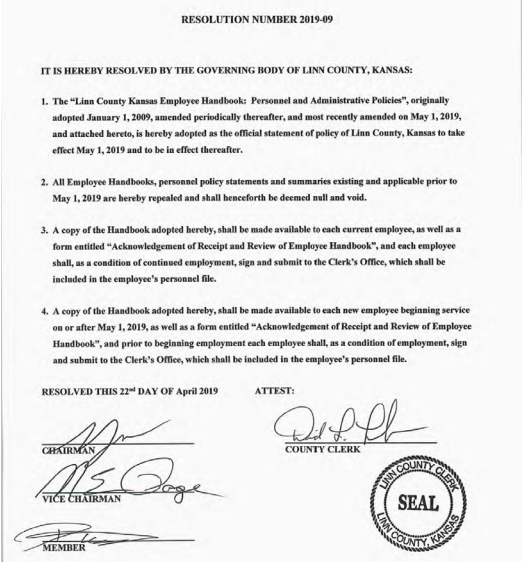 RESOLUTION NUMBER 2019-09
IT IS HEREBY RESOLVED BY THE GOVERNING BODY OF LINN COUNTY, KANSAS:
1. The “Linn County Kansas Employee Handbook: Personnel and Administrative Policies”, originally
adopted January 1, 2009, amended periodically thereafter, and most recently amended on May 1, 2019,
and attached hereto, is hereby adopted as the official statement of policy of Linn County, Kansas to take
effect May 1, 2019 and to be in effect thereafter.
2. All Employee Handbooks, personnel policy statements and summaries existing and applicable prior to
May 1, 2019 are hereby repealed and shall henceforth be deemed null and void.
3. A copy of the Handbook adopted hereby, shall be made available to each current employee, as well as a
form entitled “Acknowledgement of Receipt and Review of Employee Handbook”, and each employee
shall, as a condition of continued employment, sign and submit to the Clerk’s Office, which shall be
included in the employee’s personnel file.
4. A copy of the Handbook adopted hereby, shall be made available to each new employee beginning service
on or after May 1, 2019, as well as a form entitled “Acknowledgement of Receipt and Review of Employee
Handbook”, and prior to beginning employment each employee shall, as a condition of employment, sign
and submit to the Clerk’s Office, which shall be included in the employee’s personnel file.
RESOLVED THIS 22nd DAY OF April 2019 ATTEST:
CHAIRMAN
COUNTY CLERK
VICE CHAIRMAN
MEMBER
LINN COUNTY CLERK
SEAL
LINN COUNTY, KANSAS